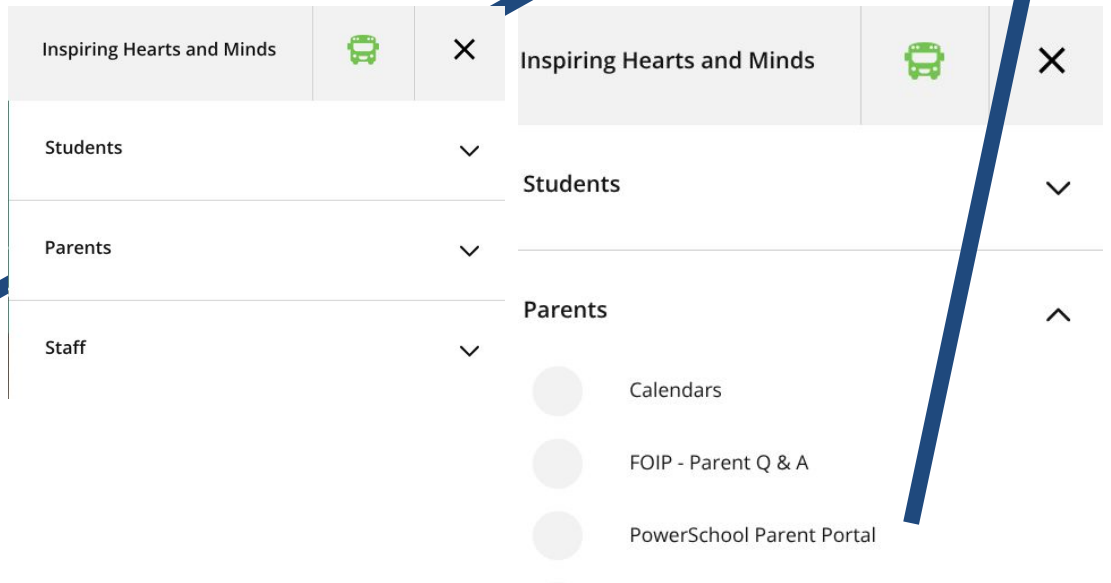 Inspiring Hearts and Minds
Students
Parents
Staff
Inspiring Hearts and Minds
Students
Parents
Calendars
FOIP - Parent Q & A
PowerSchool Parent Portal